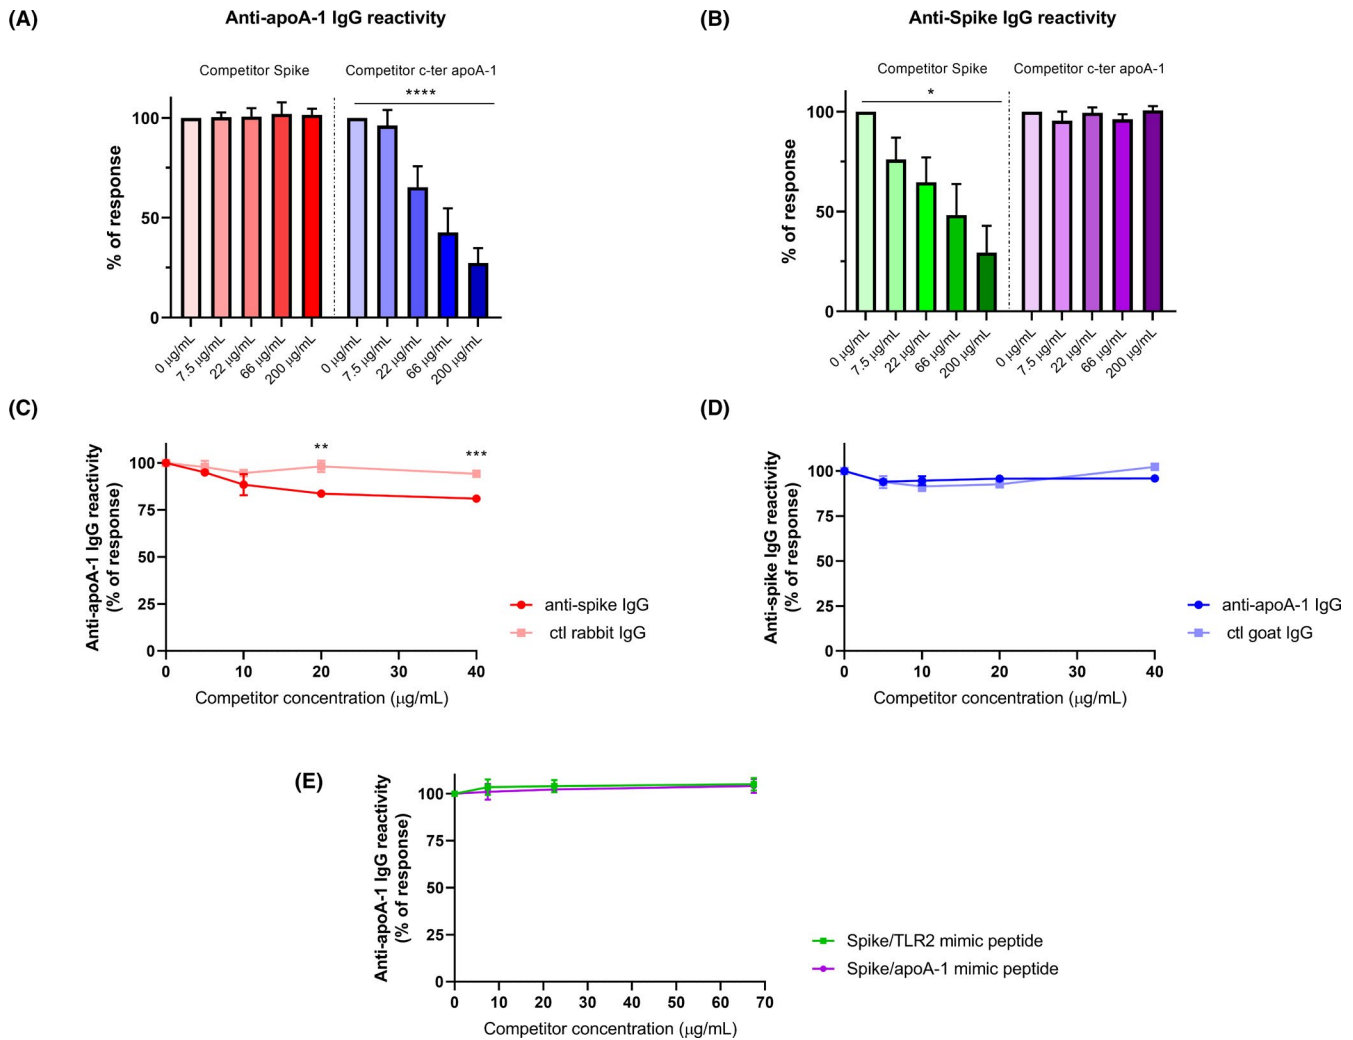 (A)
Anti-apoA-1 IgG reactivity
Competitor Spike
Competitor c-ter apoA-1
****
% of response
100
50
0
0 µg/mL
7.5 µg/mL
22 µg/mL
66 µg/mL
200 µg/mL
0 µg/mL
7.5 µg/mL
22 µg/mL
66 µg/mL
200 µg/mL
(B)
Anti-Spike IgG reactivity
Competitor Spike
Competitor c-ter apoA-1
*
% of response
100
50
0
0 µg/mL
7.5 µg/mL
22 µg/mL
66 µg/mL
200 µg/mL
0 µg/mL
7.5 µg/mL
22 µg/mL
66 µg/mL
200 µg/mL
(C)
Anti-apoA-1 IgG reactivity
(% of response)
100
75
50
25
0
**
***
0
10
20
30
40
Competitor concentration (µg/mL)
anti-spike IgG
ctl rabbit IgG
(D)
Anti-spike IgG reactivity
(% of response)
100
75
50
25
0
0
10
20
30
40
Competitor concentration (µg/mL)
anti-apoA-1 IgG
ctl goat IgG
(E)
Anti-apoA-1 IgG reactivity
(% of response)
100
75
50
25
0
0
10
20
30
40
50
60
70
Competitor concentration (µg/mL)
Spike/TLR2 mimic peptide
Spike/apoA-1 mimic peptide